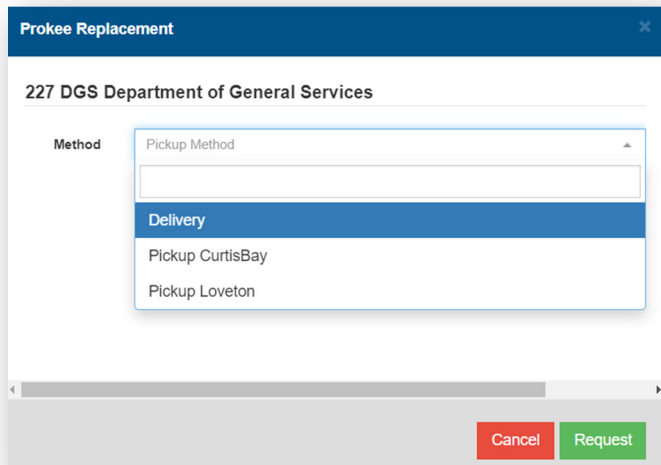 Prokee Replacement ×
227 DGS Department of General Services
Method Pickup Method
Delivery
Pickup CurtisBay
Pickup Loveton
Cancel Request